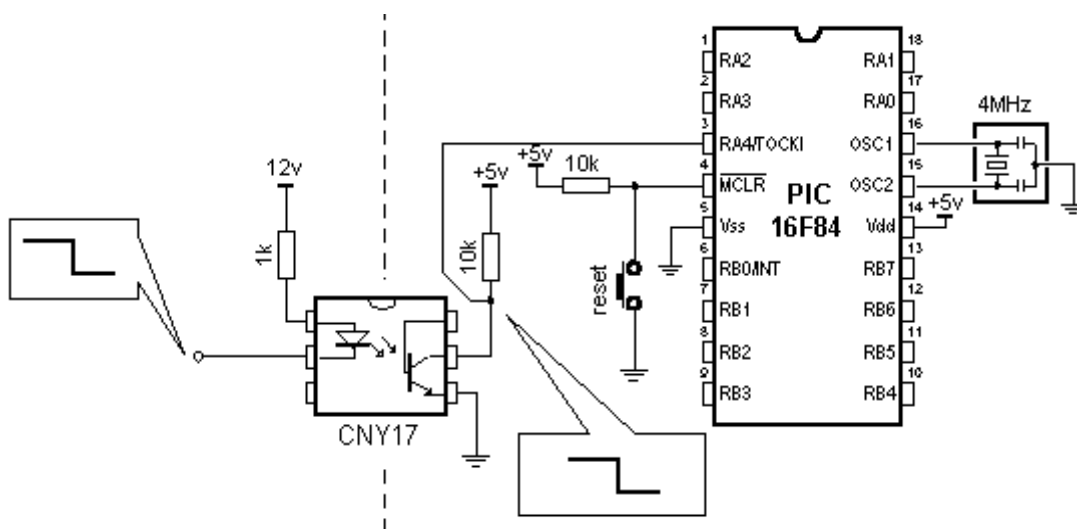 1
RA2
2
RA3
3
RA4/TOCKI
4
MCLR
5
Vss
6
RB0/INT
7
RB1
8
RB2
9
RB3
18
RA1
17
RA0
16
OSC1
15
OSC2
14
Vdd
13
RB7
12
RB6
11
RB5
10
RB4
PIC
16F84
4MHz
+5v
+5v
10k
reset
12v
1k
+5v
10k
CNY17